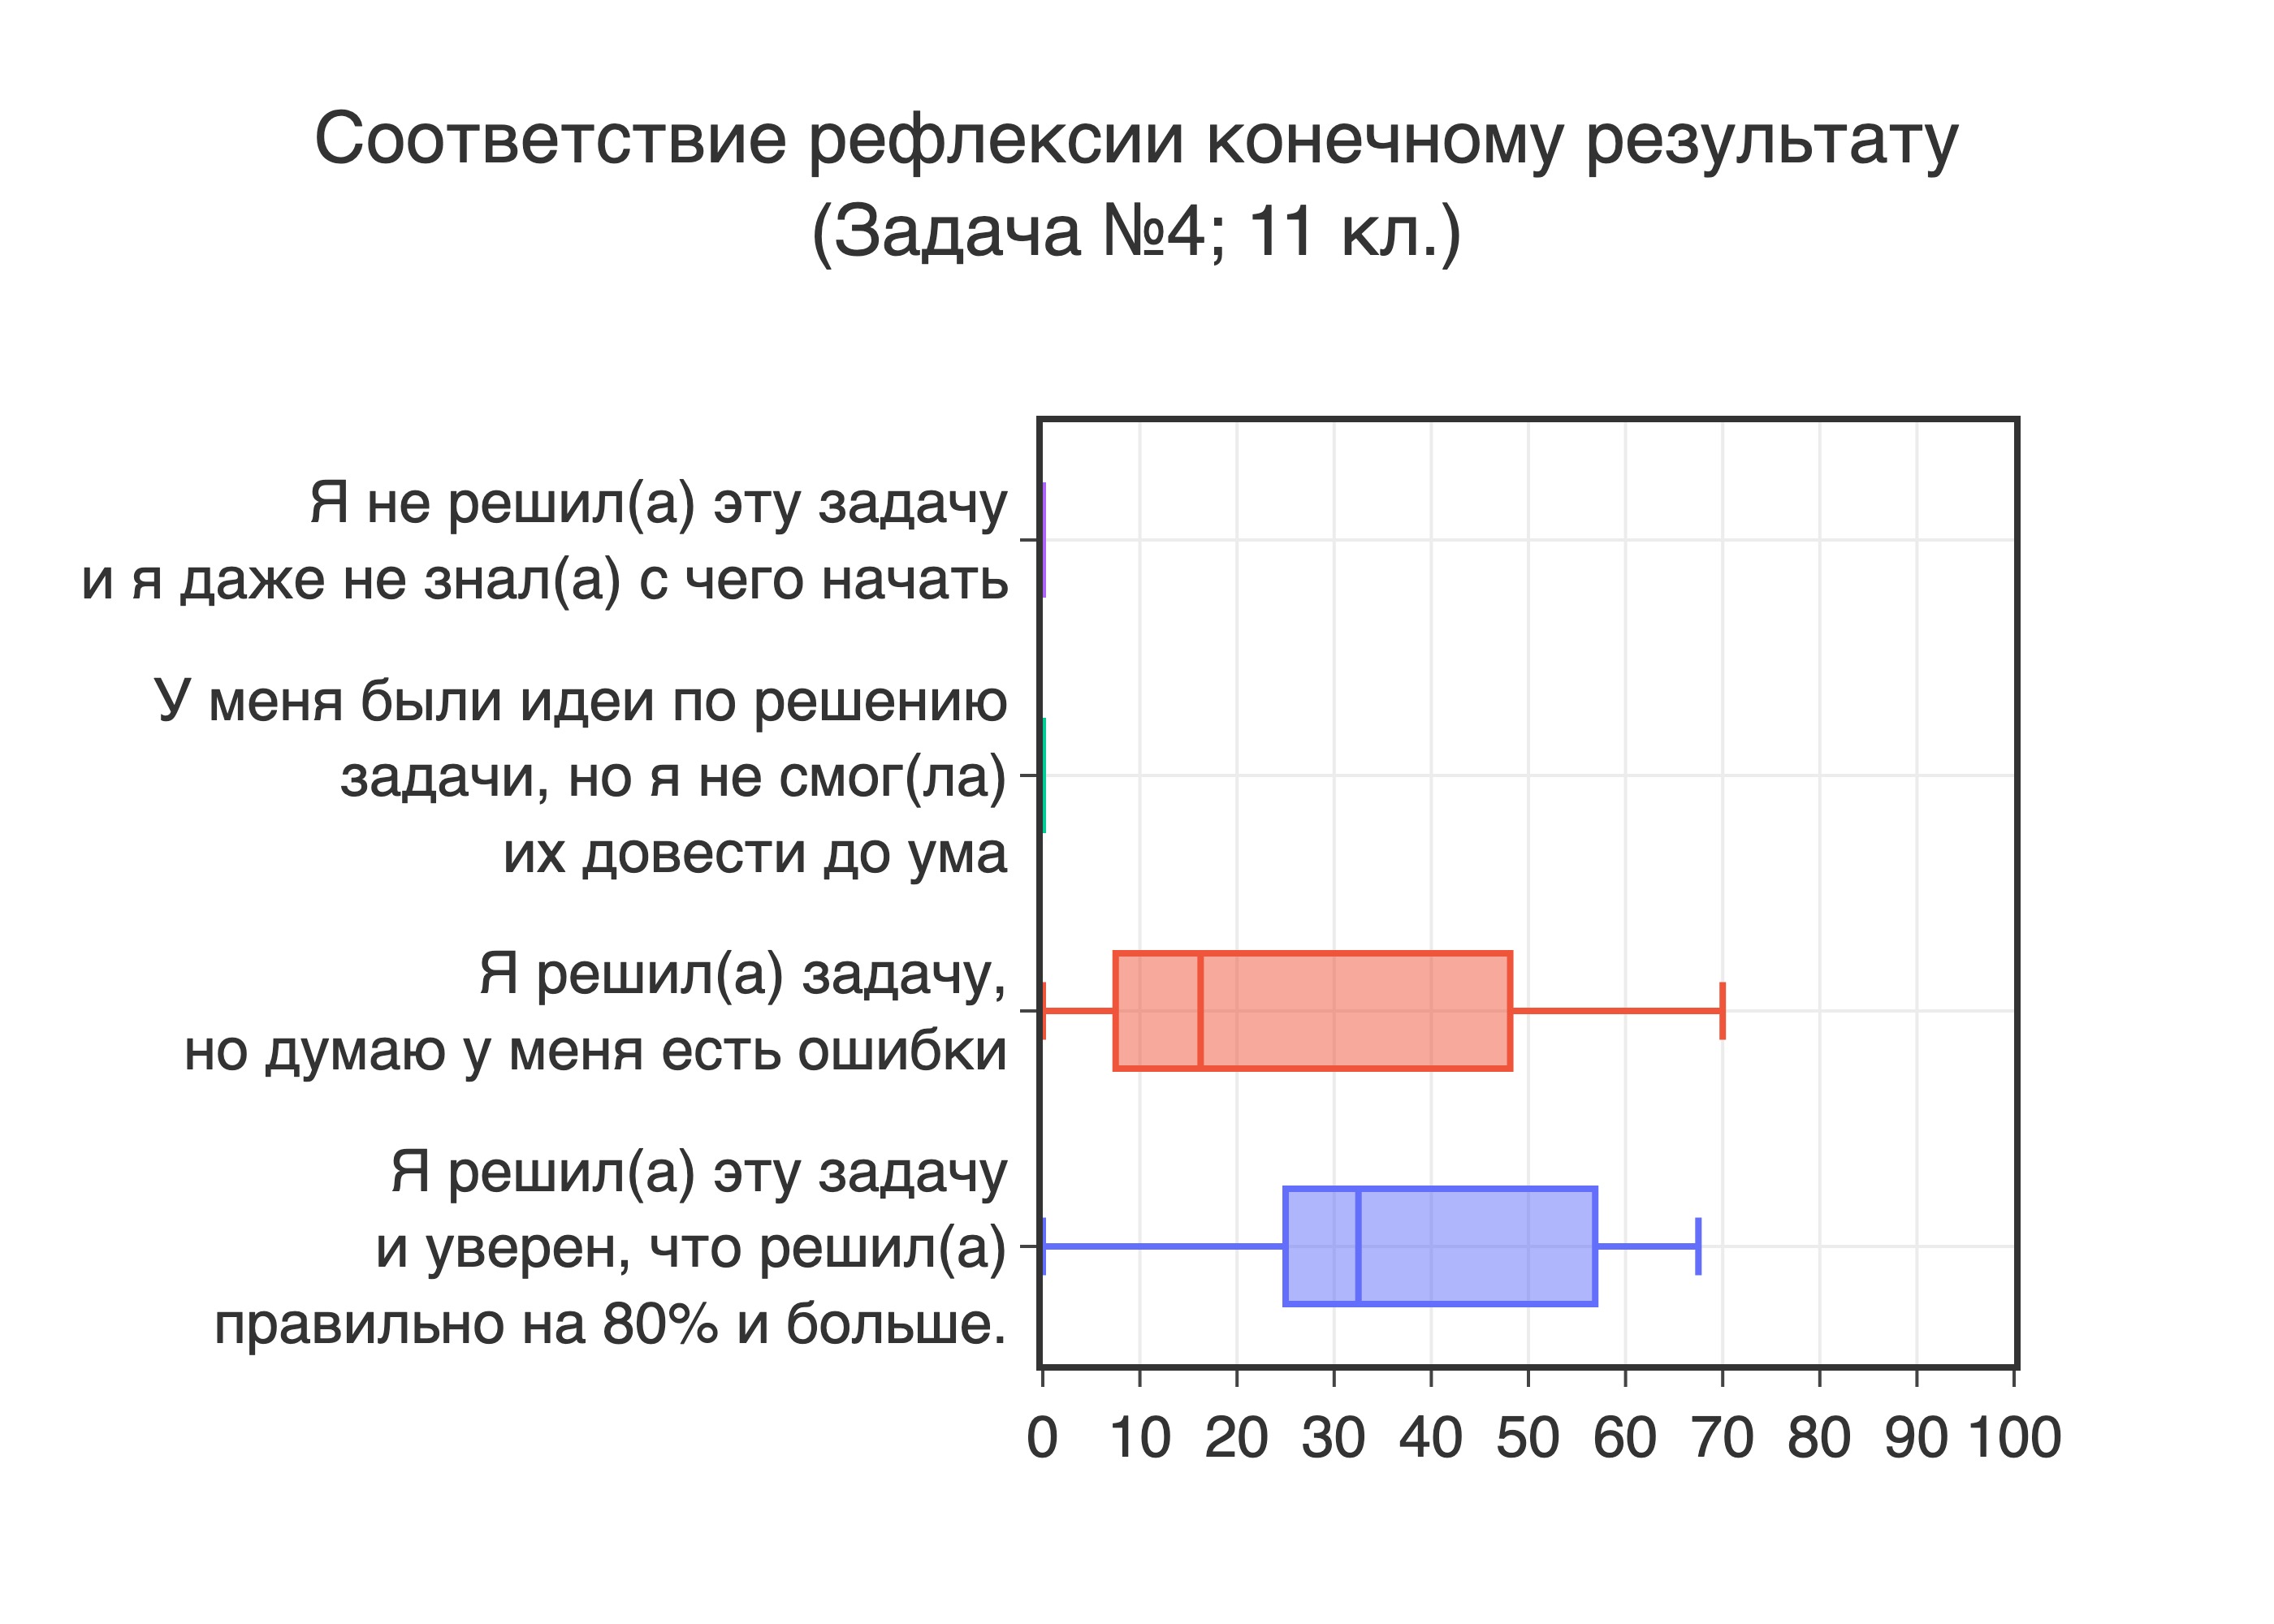 Соответствие рефлексии конечному результату
(Задача №4; 11 кл.)
Я не решил(а) эту задачу
и я даже не знал(а) с чего начать
У меня были идеи по решению
задачи, но я не смог(ла)
их довести до ума
Я решил(а) задачу,
но думаю у меня есть ошибки
Я решил(а) эту задачу
и уверен, что решил(а)
правильно на 80% и больше.
0 10 20 30 40 50 60 70 80 90 100